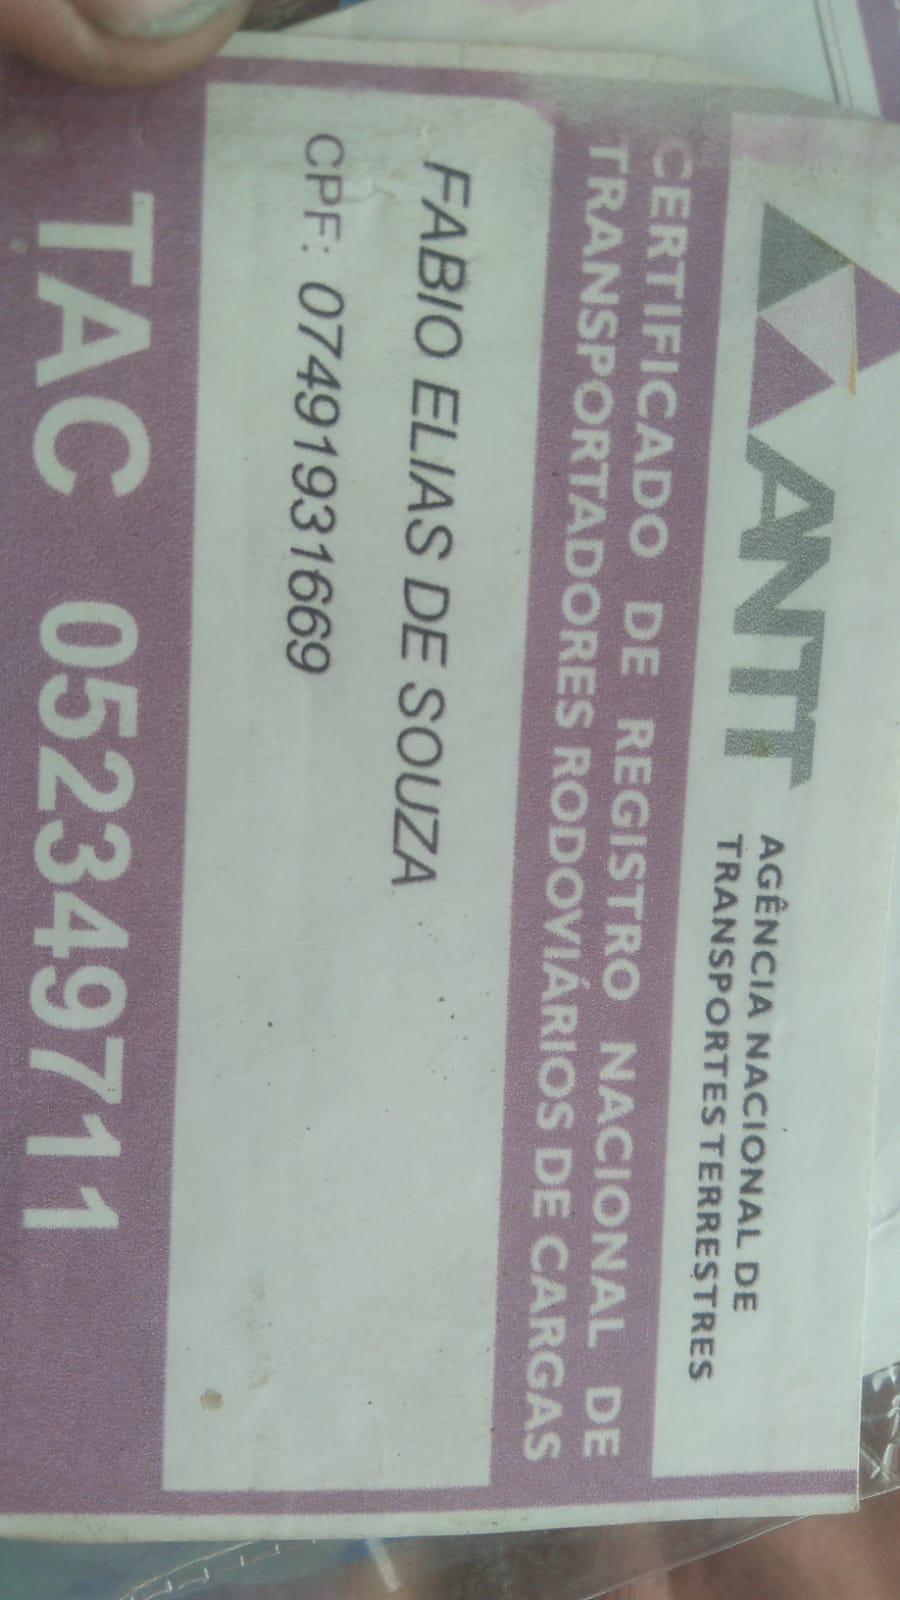 ANTT
AGÊNCIA NACIONAL DE
TRANSPORTES TERRESTRES
CERTIFICADO DE REGISTRO NACIONAL DE
TRANSPORTADORES RODOVIÁRIOS DE CARGAS
FABIO ELIAS DE SOUZA
CPF: 07491931669
TAC 052349711